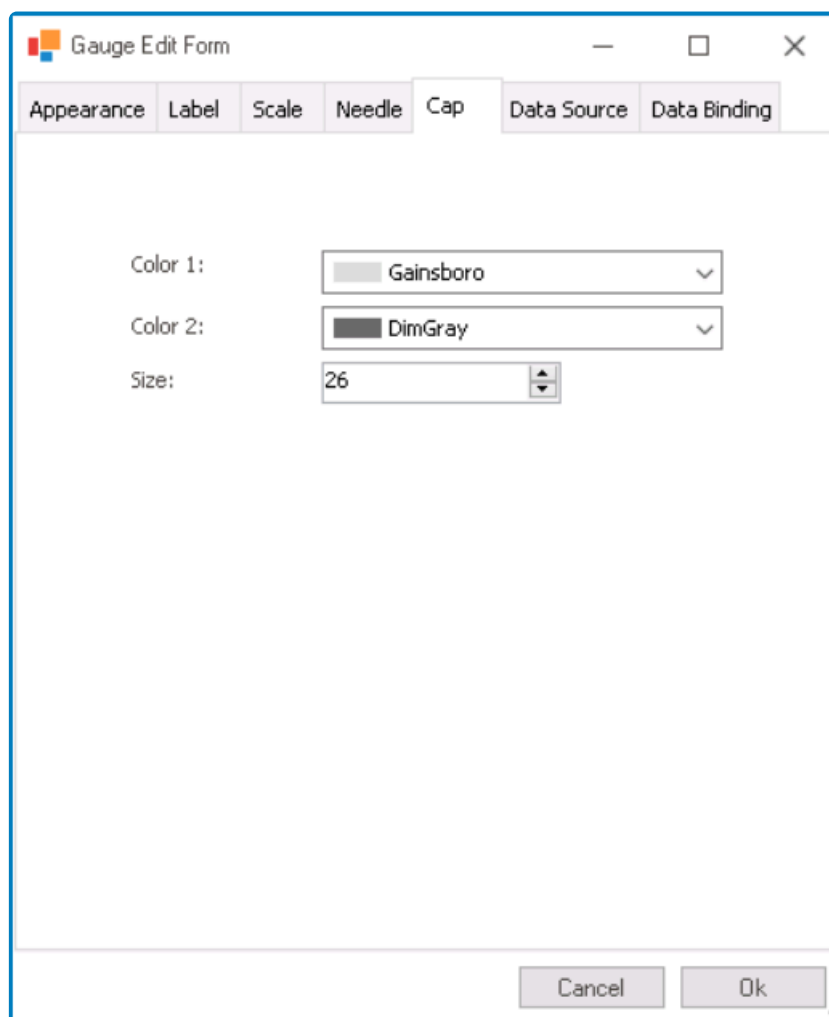 Gauge Edit Form
Appearance Label Scale Needle Cap Data Source Data Binding
Color 1: Gainsboro
Color 2: DimGray
Size: 26
Cancel Ok